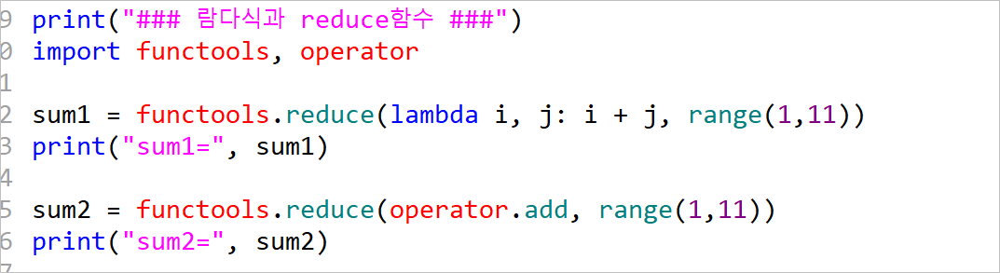 9 print("### 람다식과 reduce함수 ###")
0 import functools, operator
1
2 sum1 = functools.reduce(lambda i, j: i + j, range(1,11))
3 print("sum1=", sum1)
4
5 sum2 = functools.reduce(operator.add, range(1,11))
6 print("sum2=", sum2)
7